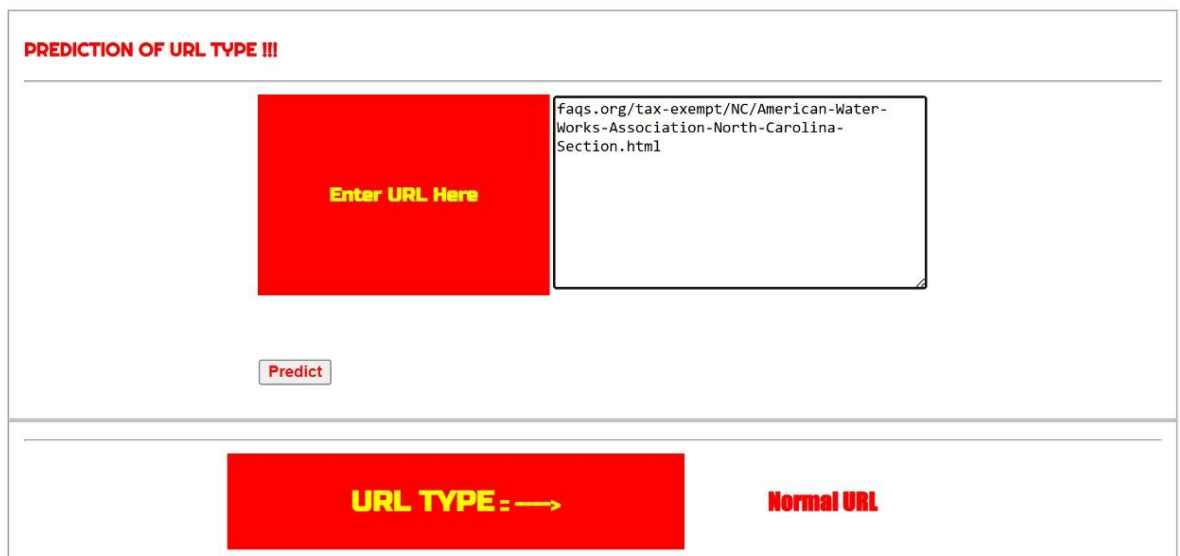 PREDICTION OF URL TYPE !!!
Enter URL Here
faqs.org/tax-exempt/NC/American-Water-
Works-Association-North-Carolina-
Section.html
Predict
URL TYPE = ---->
Normal URL